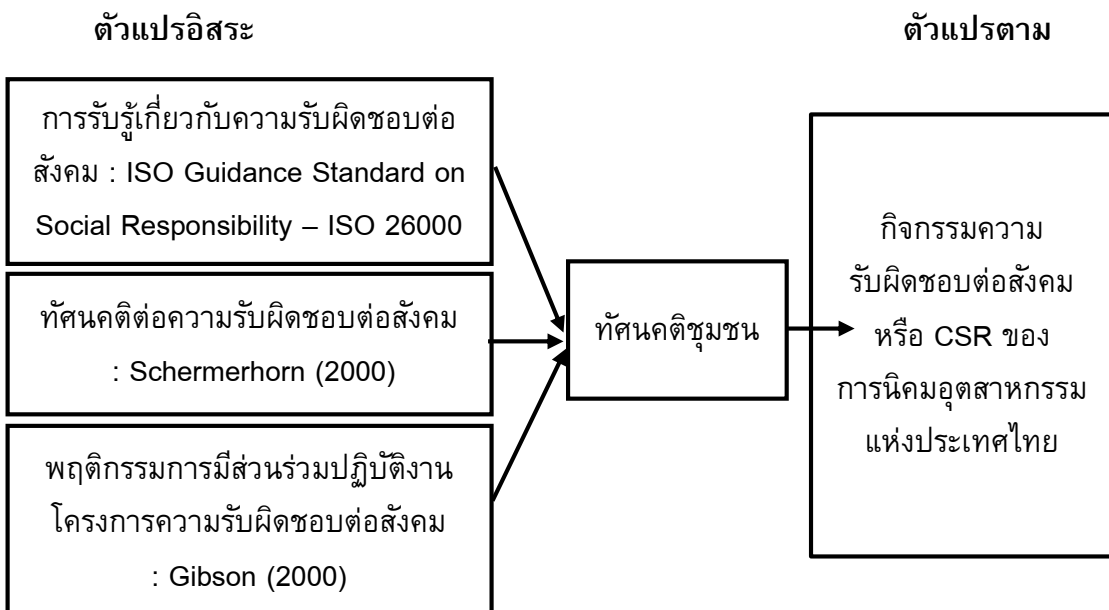 ตัวแปรอิสระ
ตัวแปรตาม
การรับรู้เกี่ยวกับความรับผิดชอบต่อ
สังคม : ISO Guidance Standard on
Social Responsibility – ISO 26000
ทัศนคติต่อความรับผิดชอบต่อสังคม
: Schermerhorn (2000)
พฤติกรรมการมีส่วนร่วมปฏิบัติงาน
โครงการความรับผิดชอบต่อสังคม
: Gibson (2000)
ทัศนคติชุมชน
กิจกรรมความ
รับผิดชอบต่อสังคม
หรือ CSR ของ
การนิคมอุตสาหกรรม
แห่งประเทศไทย